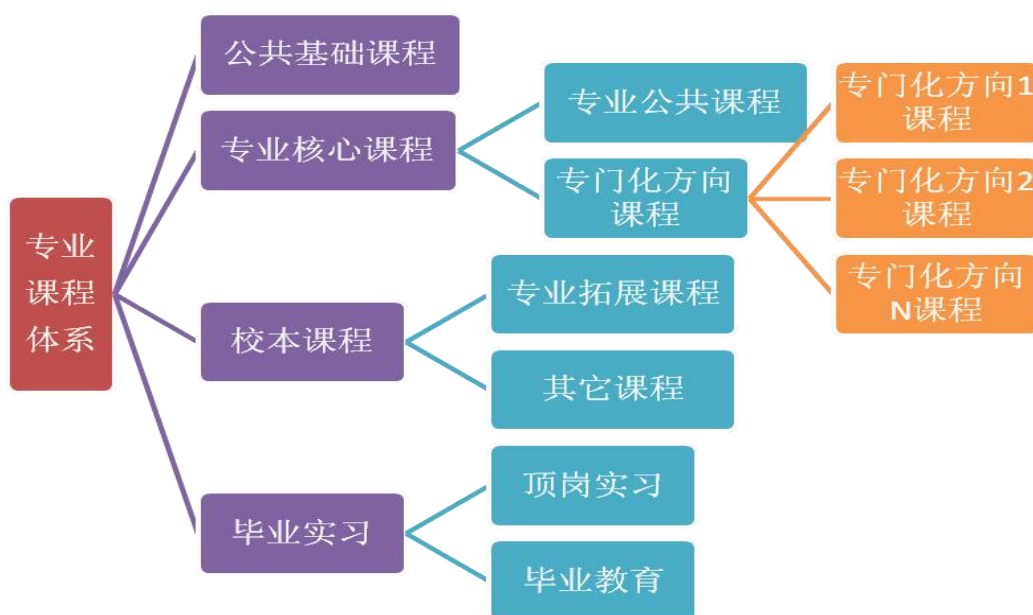 专业
课程
体系
公共基础课程
专业核心课程
校本课程
毕业实习
专业公共课程
专门化方向
课程
专业拓展课程
其它课程
顶岗实习
毕业教育
专门化方向1
课程
专门化方向2
课程
专门化方向
N课程